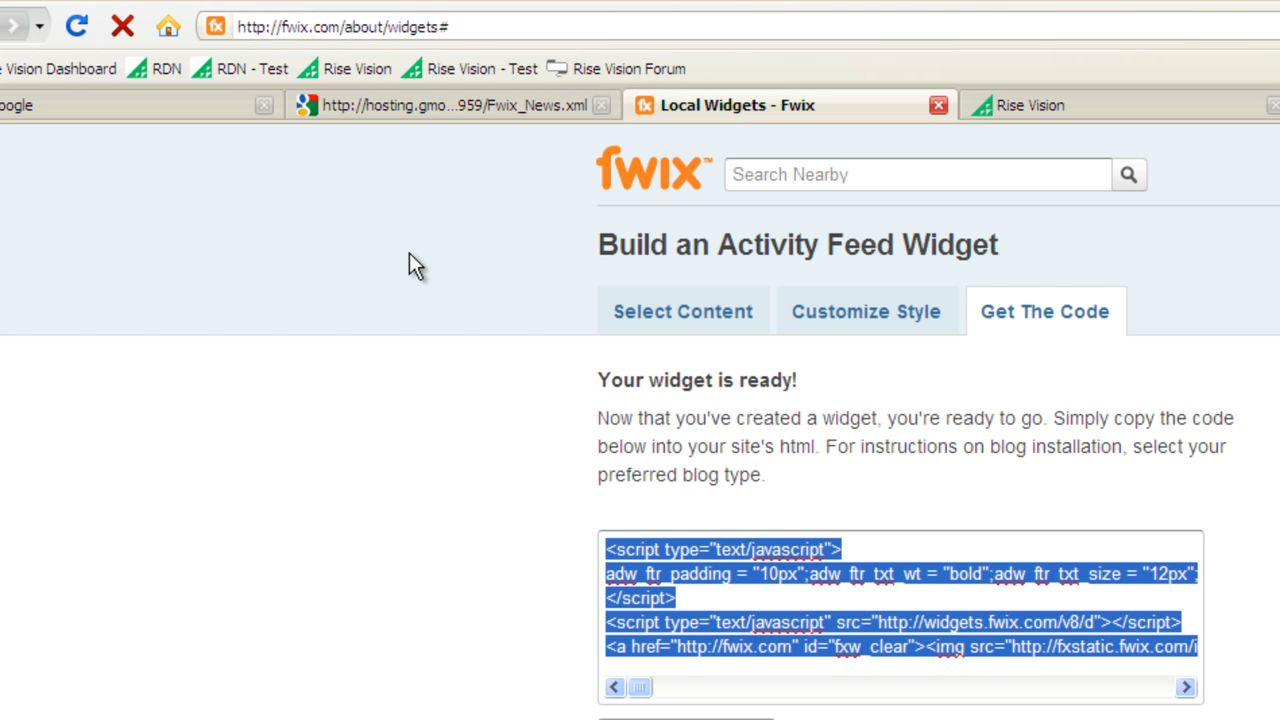 http://fwix.com/about/widgets#
Vision Dashboard RDN RDN - Test Rise Vision Rise Vision - Test Rise Vision Forum
oogle http://hosting.gmo...959/Fwix_News.xml Local Widgets - Fwix Rise Vision
fwix™ Search Nearby
Build an Activity Feed Widget
Select Content Customize Style Get The Code
Your widget is ready!
Now that you've created a widget, you're ready to go. Simply copy the code
below into your site's html. For instructions on blog installation, select your
preferred blog type.
<script type="text/javascript">
adw_ftr_padding = "10px";adw_ftr_txt_wt = "bold";adw_ftr_txt_size = "12px";
</script>
<script type="text/javascript" src="http://widgets.fwix.com/v8/d"></script>
<a href="http://fwix.com" id="fxw_clear"><img src="http://fxstatic.fwix.com/i